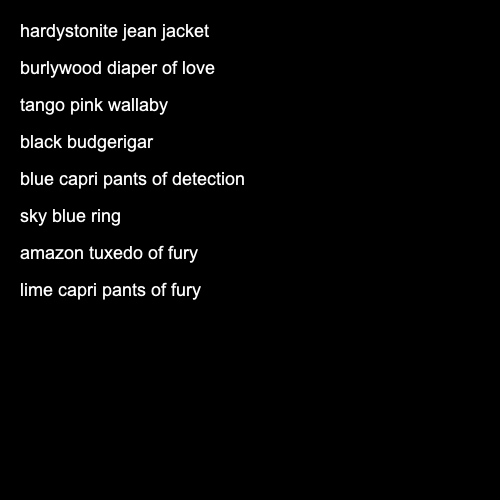 hardystonite jean jacket
burlywood diaper of love
tango pink wallaby
black budgerigar
blue capri pants of detection
sky blue ring
amazon tuxedo of fury
lime capri pants of fury